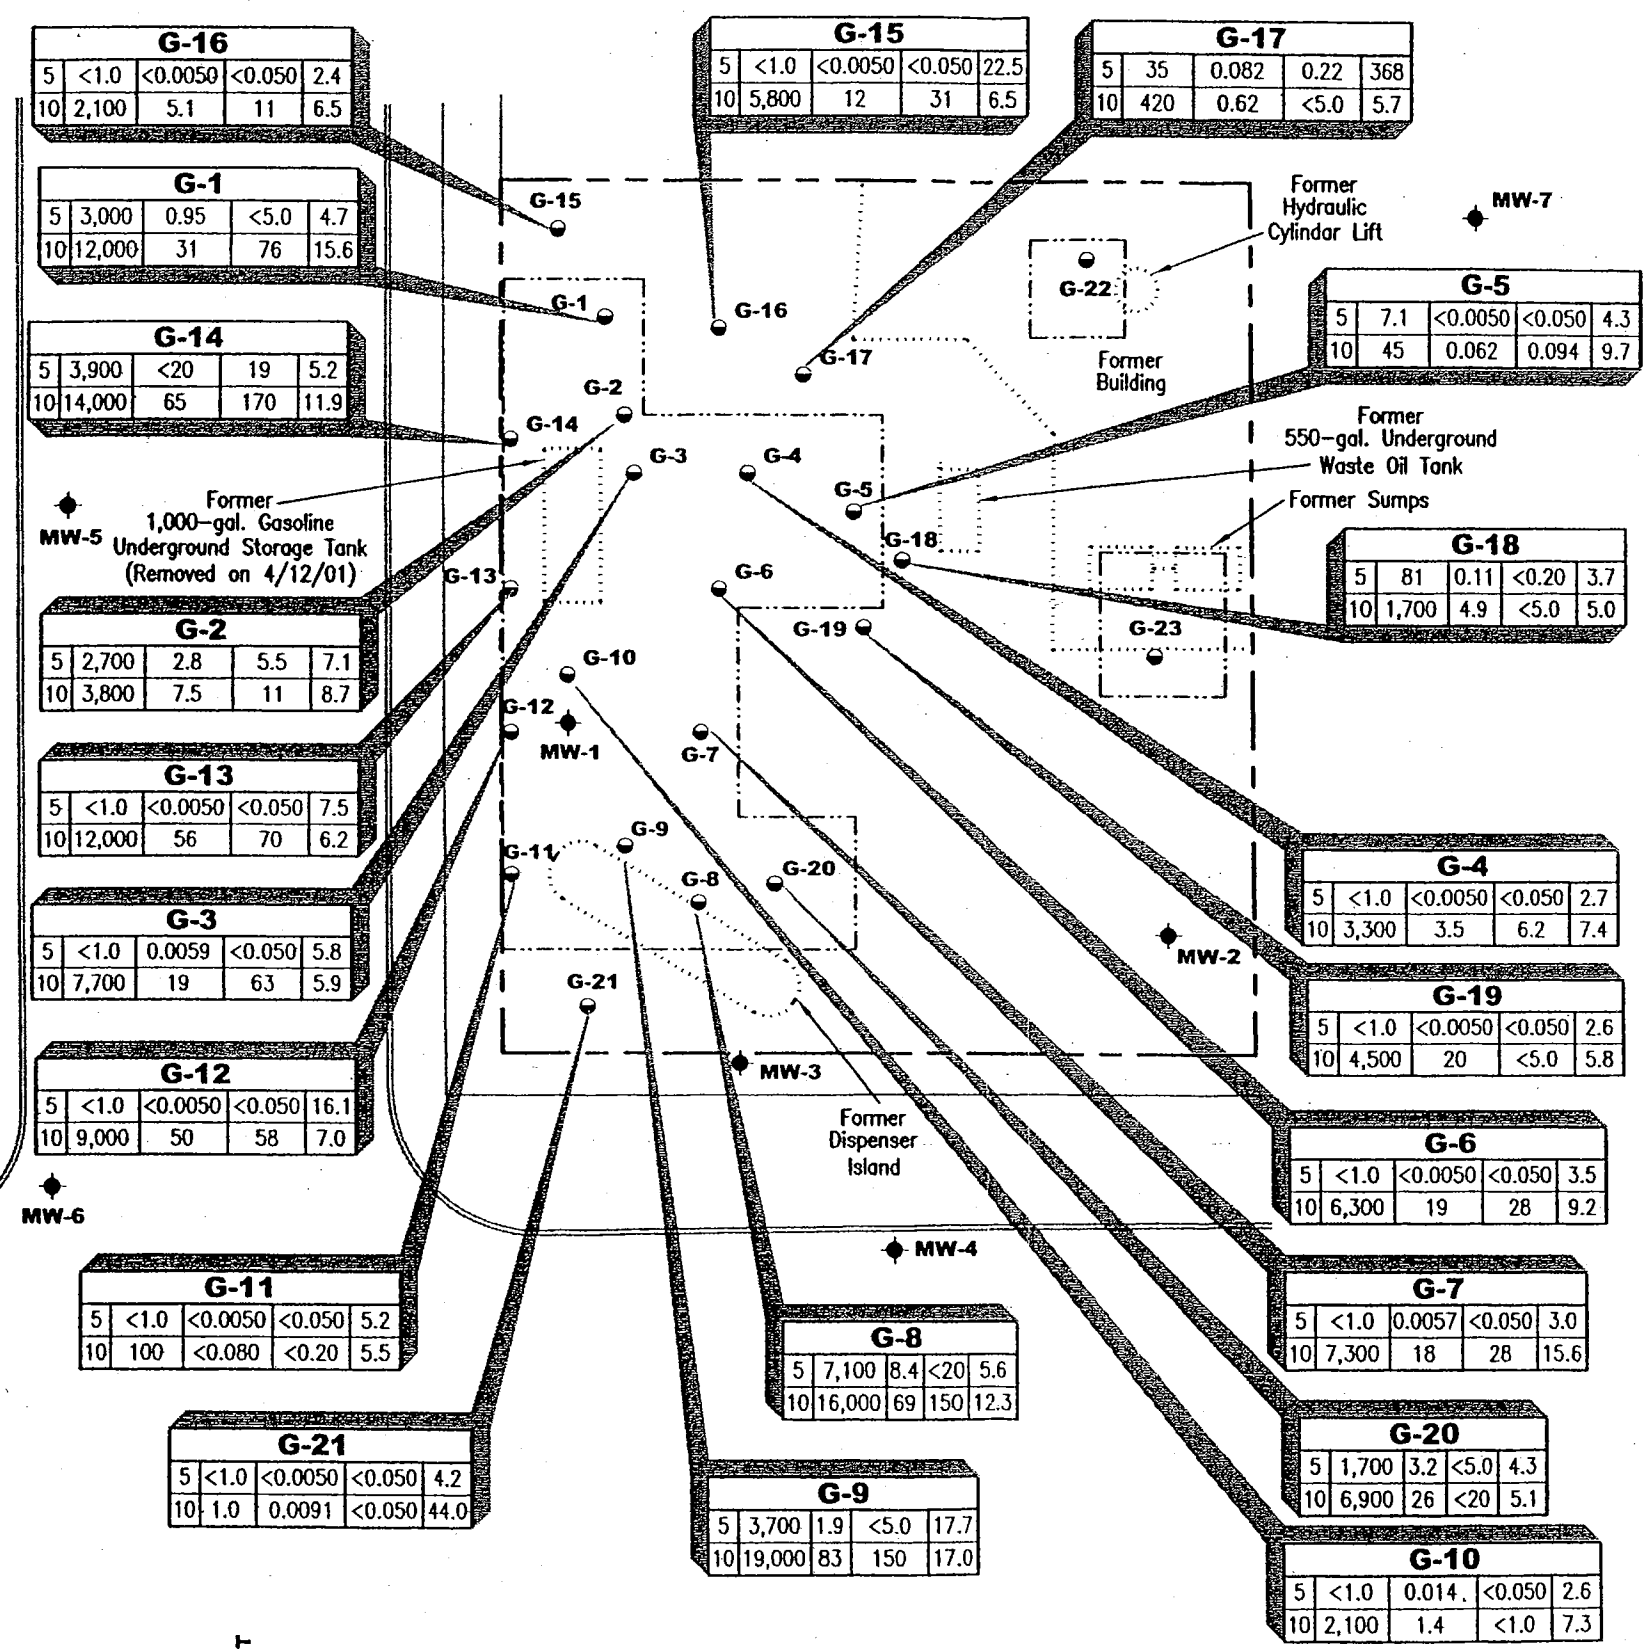 G-16
5 <1.0 <0.0050 <0.050 2.4
10 2,100 5.1 11 6.5
G-15
5 <1.0 <0.0050 <0.050 22.5
10 5,800 12 31 6.5
G-17
5 35 0.082 0.22 368
10 420 0.62 <5.0 5.7
G-1
5 3,000 0.95 <5.0 4.7
10 12,000 31 76 15.6
G-15
Former
Hydraulic
Cylindar Lift
MW-7
G-22
G-1
G-16
G-5
5 7.1 <0.0050 <0.050 4.3
10 45 0.062 0.094 9.7
G-14
5 3,900 <20 19 5.2
10 14,000 65 170 11.9
G-17
Former
Building
G-2
G-14
G-3
G-4
Former
550-gal. Underground
Waste Oil Tank
Former Sumps
G-5
MW-5
Former
1,000-gal. Gasoline
Underground Storage Tank
(Removed on 4/12/01)
G-18
G-18
5 81 0.11 <0.20 3.7
10 1,700 4.9 <5.0 5.0
G-13
G-6
G-19
G-23
G-2
5 2,700 2.8 5.5 7.1
10 3,800 7.5 11 8.7
G-10
G-12
MW-1
G-7
G-13
5 <1.0 <0.0050 <0.050 7.5
10 12,000 56 70 6.2
G-9
G-11
G-8
G-20
G-4
5 <1.0 <0.0050 <0.050 2.7
10 3,300 3.5 6.2 7.4
G-3
5 <1.0 0.0059 <0.050 5.8
10 7,700 19 63 5.9
MW-2
G-21
G-19
5 <1.0 <0.0050 <0.050 2.6
10 4,500 20 <5.0 5.8
G-12
5 <1.0 <0.0050 <0.050 16.1
10 9,000 50 58 7.0
MW-3
Former
Dispenser
Island
G-6
5 <1.0 <0.0050 <0.050 3.5
10 6,300 19 28 9.2
MW-6
MW-4
G-11
5 <1.0 <0.0050 <0.050 5.2
10 100 <0.080 <0.20 5.5
G-7
5 <1.0 0.0057 <0.050 3.0
10 7,300 18 28 15.6
G-8
5 7,100 8.4 <20 5.6
10 16,000 69 150 12.3
G-21
5 <1.0 <0.0050 <0.050 4.2
10 1.0 0.0091 <0.050 44.0
G-20
5 1,700 3.2 <5.0 4.3
10 6,900 26 <20 5.1
G-9
5 3,700 1.9 <5.0 17.7
10 19,000 83 150 17.0
G-10
5 <1.0 0.014 <0.050 2.6
10 2,100 1.4 <1.0 7.3